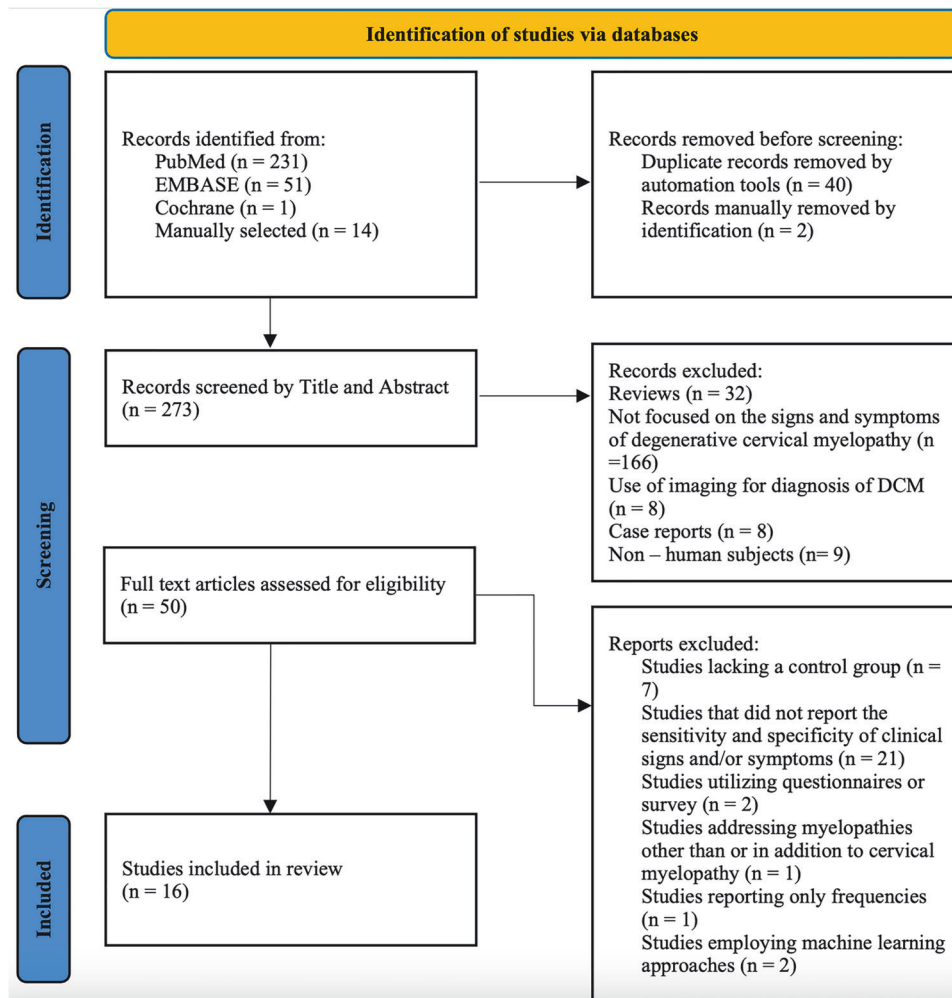 Identification of studies via databases
Identification
Records identified from:
PubMed (n = 231)
EMBASE (n = 51)
Cochrane (n = 1)
Manually selected (n = 14)
Records removed before screening:
Duplicate records removed by
automation tools (n = 40)
Records manually removed by
identification (n = 2)
Screening
Records screened by Title and Abstract
(n = 273)
Records excluded:
Reviews (n = 32)
Not focused on the signs and symptoms
of degenerative cervical myelopathy (n
=166)
Use of imaging for diagnosis of DCM
(n = 8)
Case reports (n = 8)
Non – human subjects (n= 9)
Full text articles assessed for eligibility
(n = 50)
Reports excluded:
Studies lacking a control group (n =
7)
Studies that did not report the
sensitivity and specificity of clinical
signs and/or symptoms (n = 21)
Studies utilizing questionnaires or
survey (n = 2)
Studies addressing myelopathies
other than or in addition to cervical
myelopathy (n = 1)
Studies reporting only frequencies
(n = 1)
Studies employing machine learning
approaches (n = 2)
Included
Studies included in review
(n = 16)